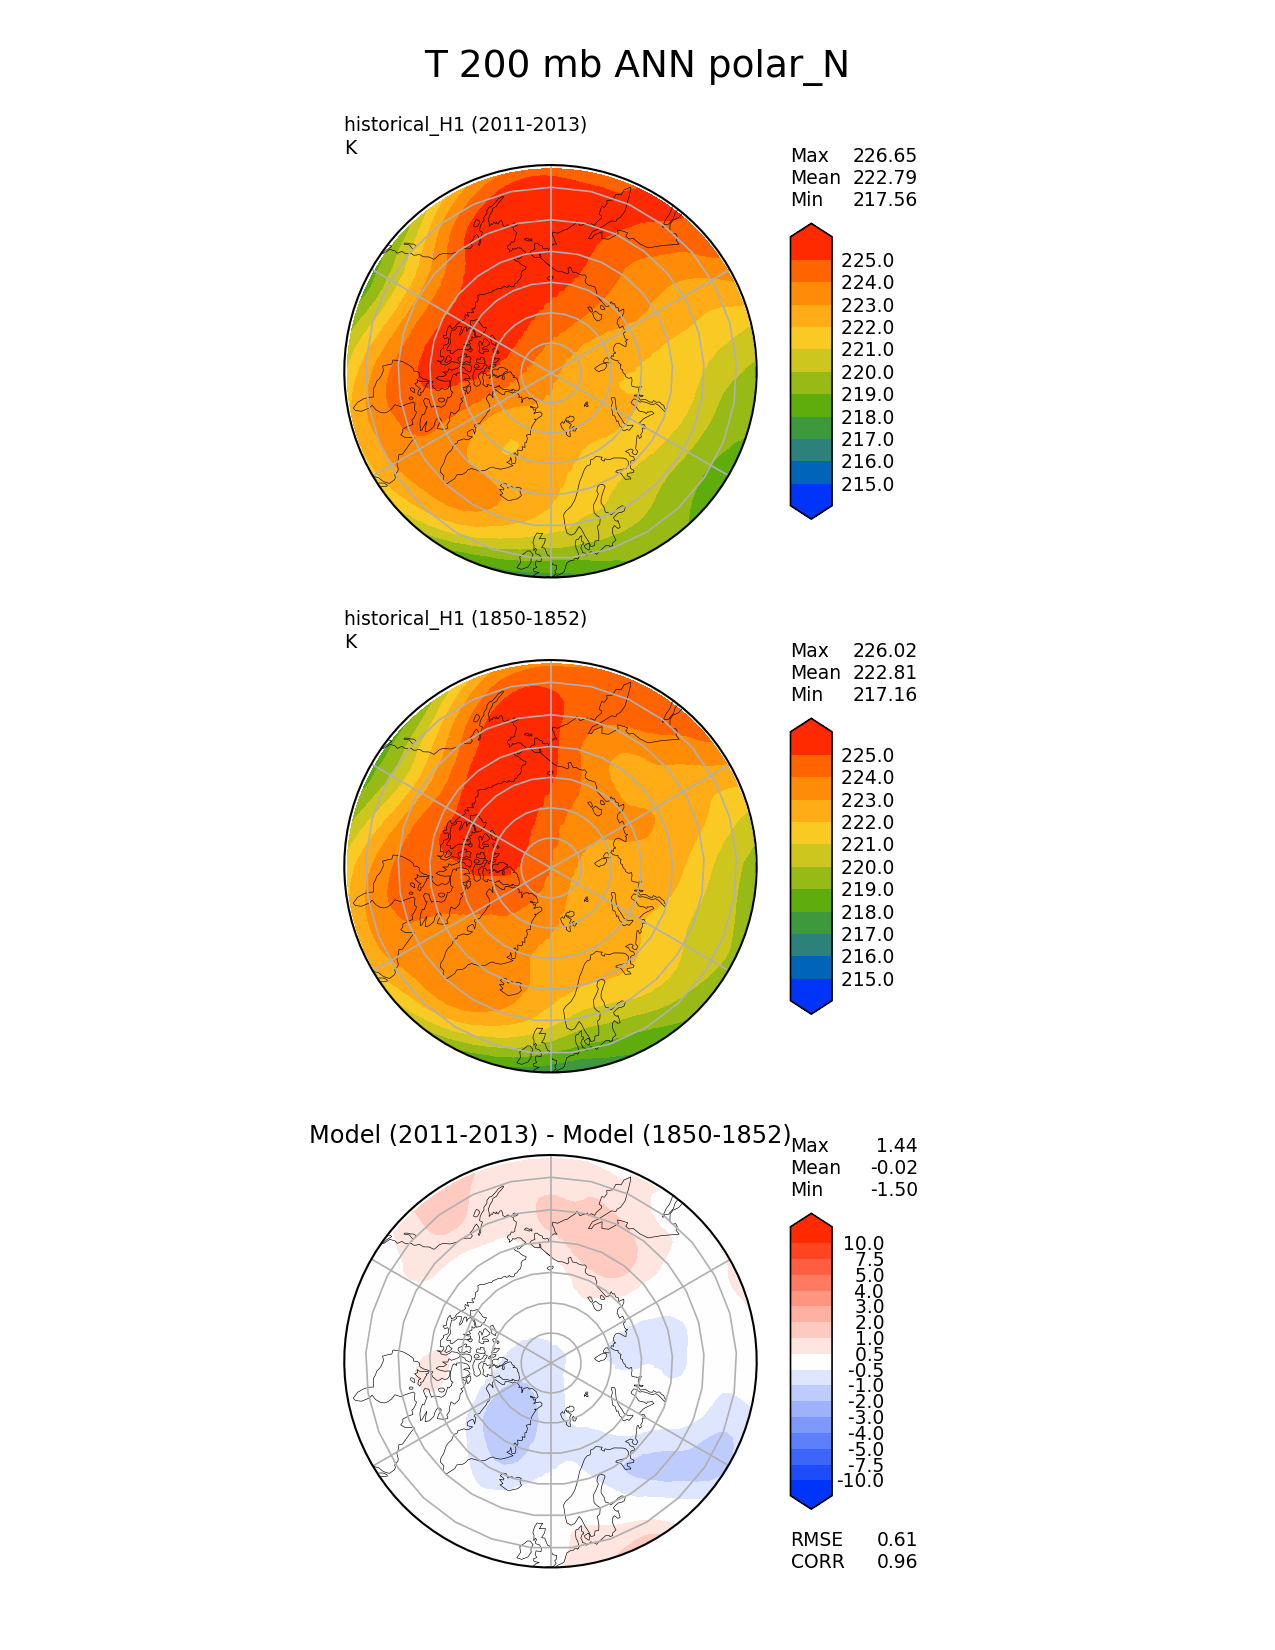 T 200 mb ANN polar_N
historical_H1 (2011-2013)
K
Max 226.65
Mean 222.79
Min 217.56
225.0
224.0
223.0
222.0
221.0
220.0
219.0
218.0
217.0
216.0
215.0
historical_H1 (1850-1852)
K
Max 226.02
Mean 222.81
Min 217.16
225.0
224.0
223.0
222.0
221.0
220.0
219.0
218.0
217.0
216.0
215.0
Model (2011-2013) - Model (1850-1852)
Max 1.44
Mean -0.02
Min -1.50
10.0
7.5
5.0
4.0
3.0
2.0
1.0
0.5
-0.5
-1.0
-2.0
-3.0
-4.0
-5.0
-7.5
-10.0
RMSE 0.61
CORR 0.96